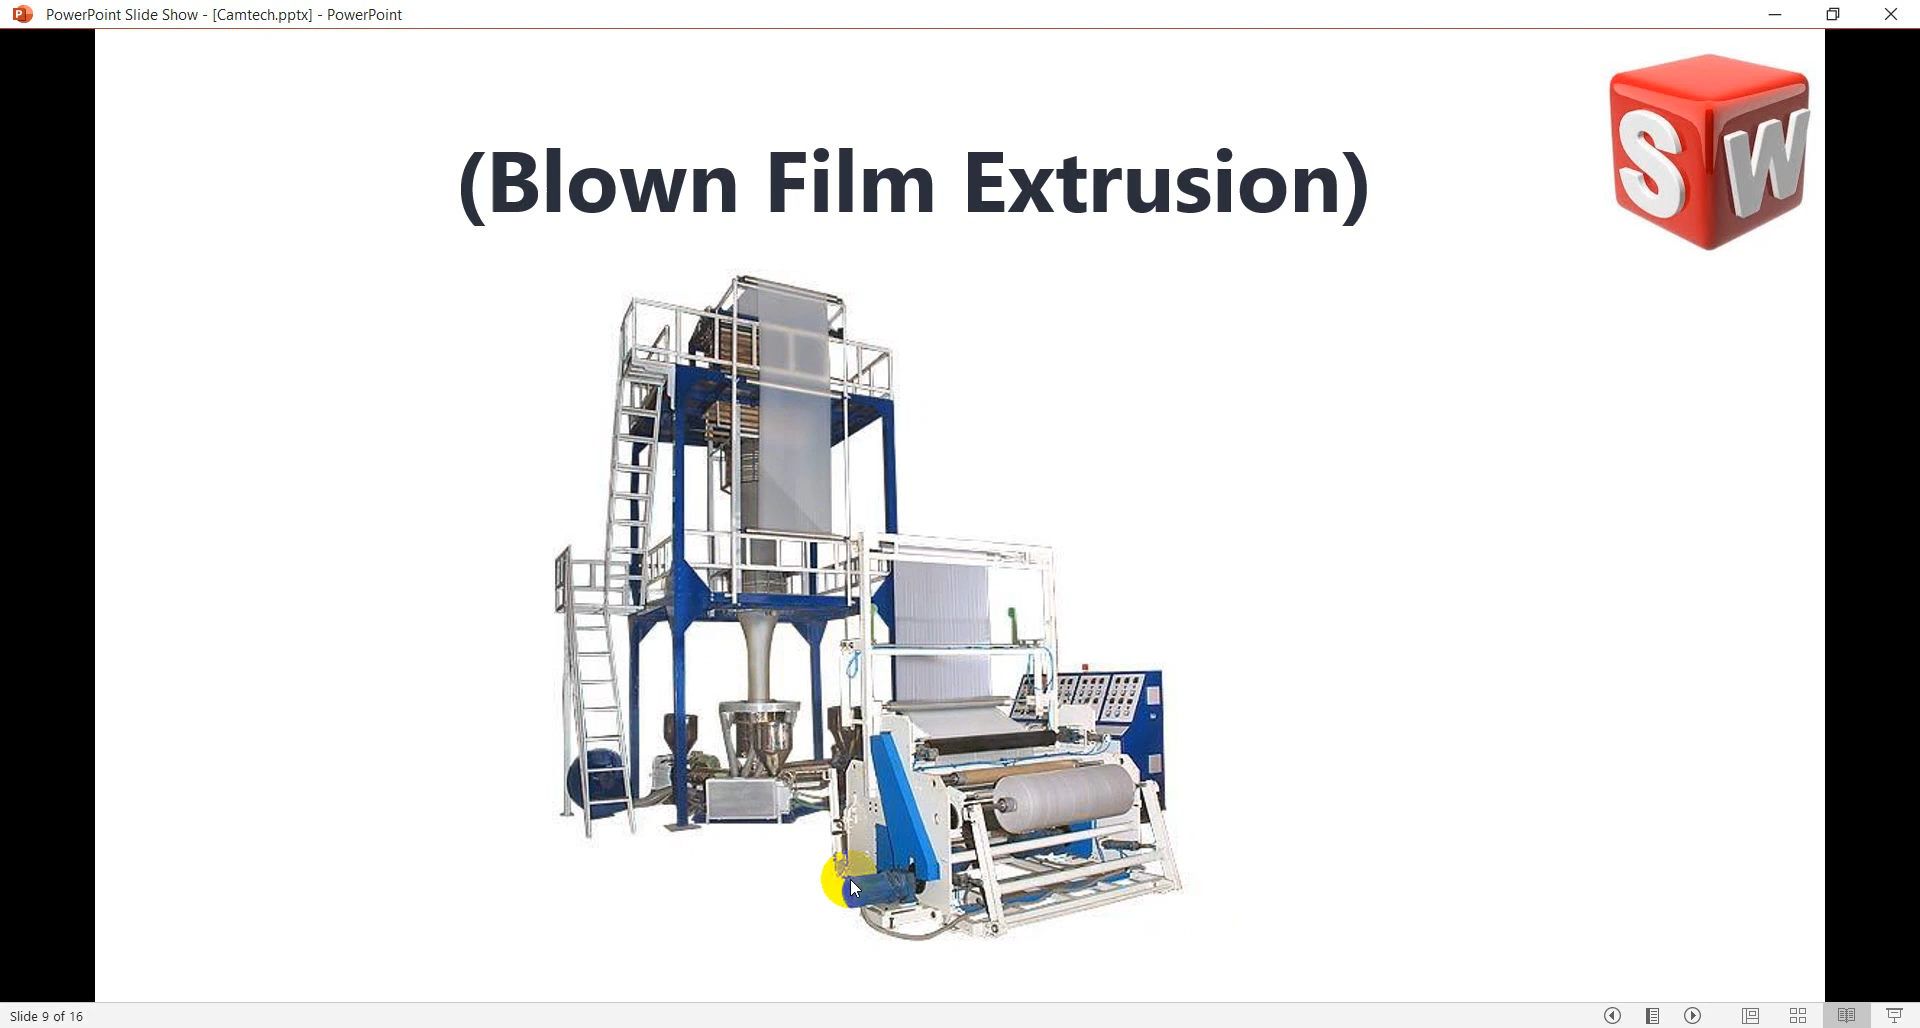 PowerPoint Slide Show - [Camtech.pptx] - PowerPoint
SW
(Blown Film Extrusion)
Slide 9 of 16